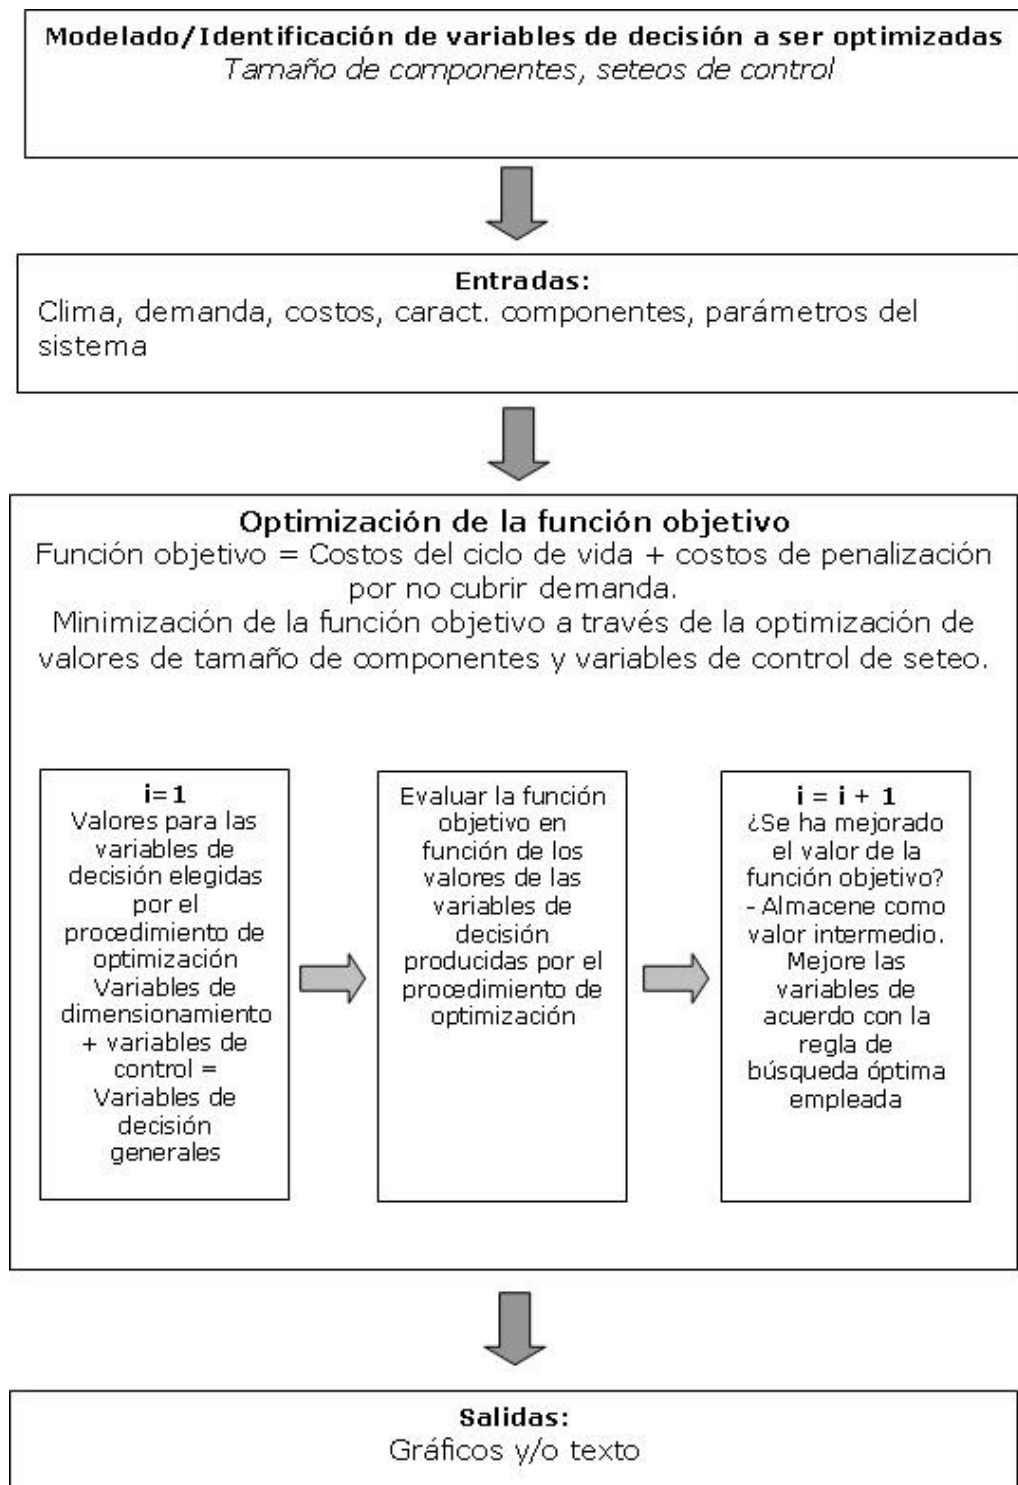 Modelado/Identificación de variables de decisión a ser optimizadas
Tamaño de componentes, seteos de control
Entradas:
Clima, demanda, costos, caract. componentes, parámetros del
sistema
Optimización de la función objetivo
Función objetivo = Costos del ciclo de vida + costos de penalización
por no cubrir demanda.
Minimización de la función objetivo a través de la optimización de
valores de tamaño de componentes y variables de control de seteo.
i=1
Valores para las
variables de
decisión elegidas
por el
procedimiento de
optimización
Variables de
dimensionamiento
+ variables de
control =
Variables de
decisión
generales
Evaluar la función
objetivo en
función de los
valores de las
variables de
decisión
producidas por el
procedimiento de
optimización
i = i + 1
¿Se ha mejorado
el valor de la
función objetivo?
- Almacene como
valor intermedio.
Mejore las
variables de
acuerdo con la
regla de
búsqueda óptima
empleada
Salidas:
Gráficos y/o texto